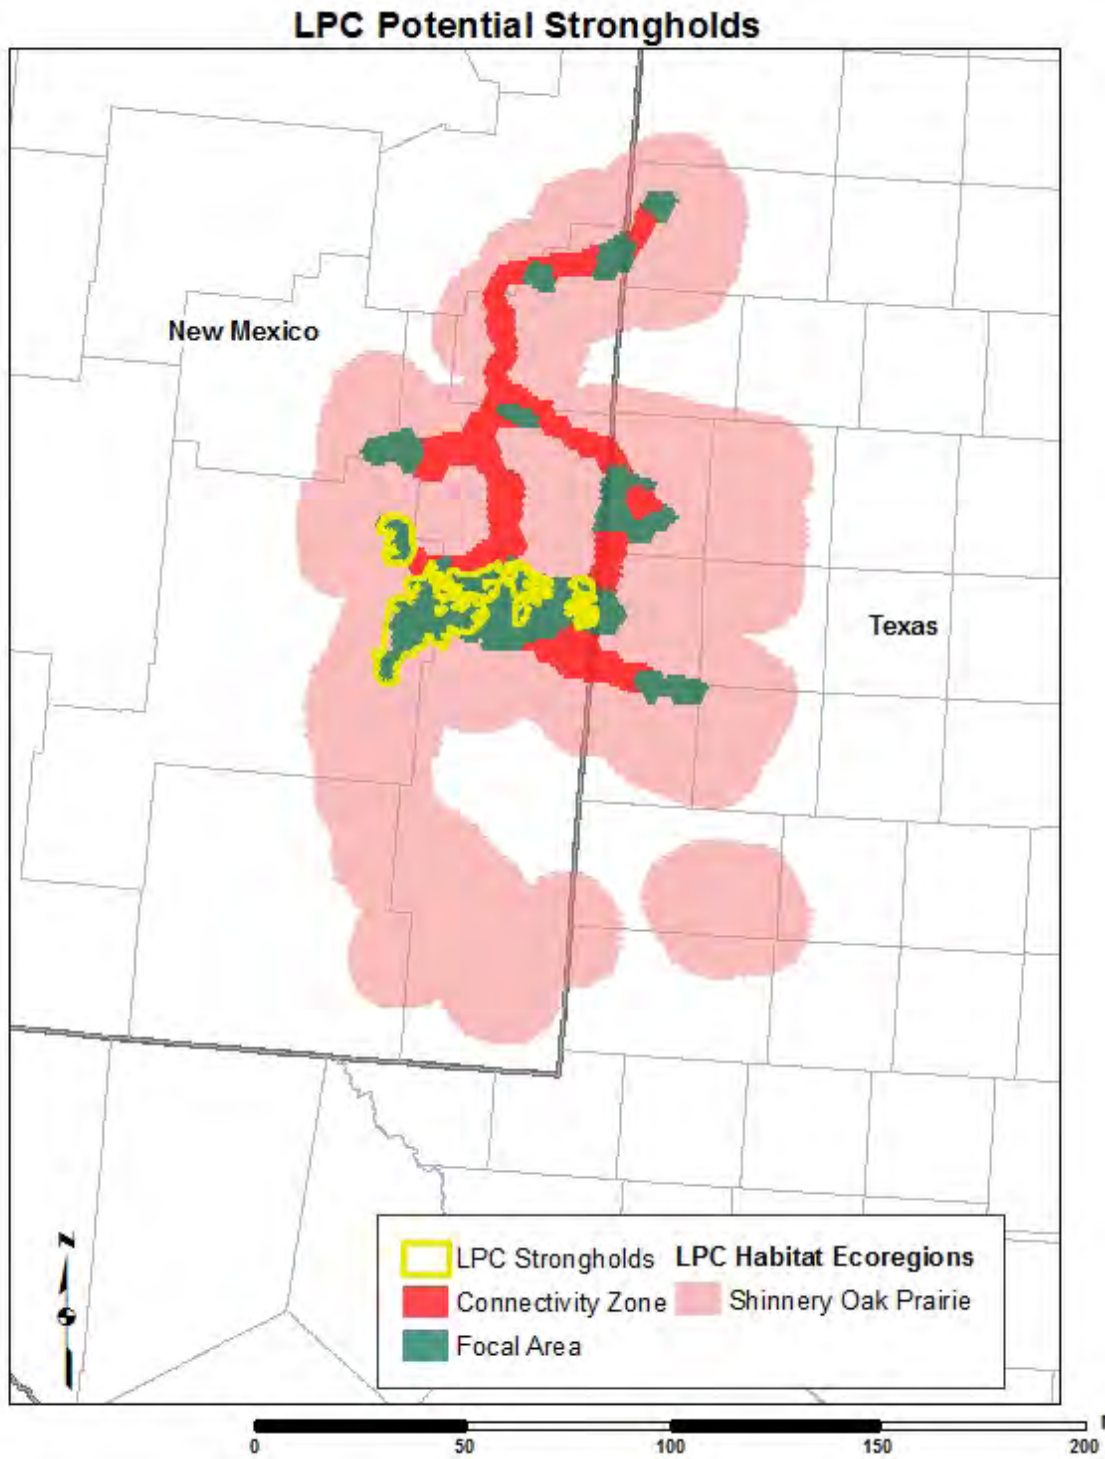 LPC Potential Strongholds
New Mexico
Texas
N
LPC Strongholds
Connectivity Zone
Focal Area
LPC Habitat Ecoregions
Shinnery Oak Prairie
0 50 100 150 200